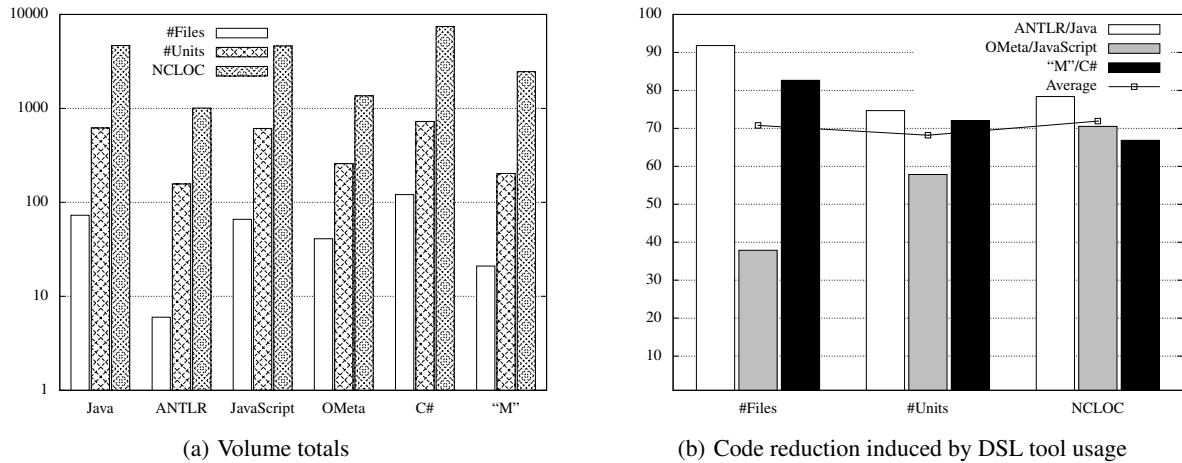 10000
1000
100
10
1
#Files
#Units
NCLOC
Java
ANTLR
JavaScript
OMeta
C#
“M”
(a) Volume totals
100
90
80
70
60
50
40
30
20
10
ANTLR/Java
OMeta/JavaScript
“M”/C#
Average
#Files
#Units
NCLOC
(b) Code reduction induced by DSL tool usage